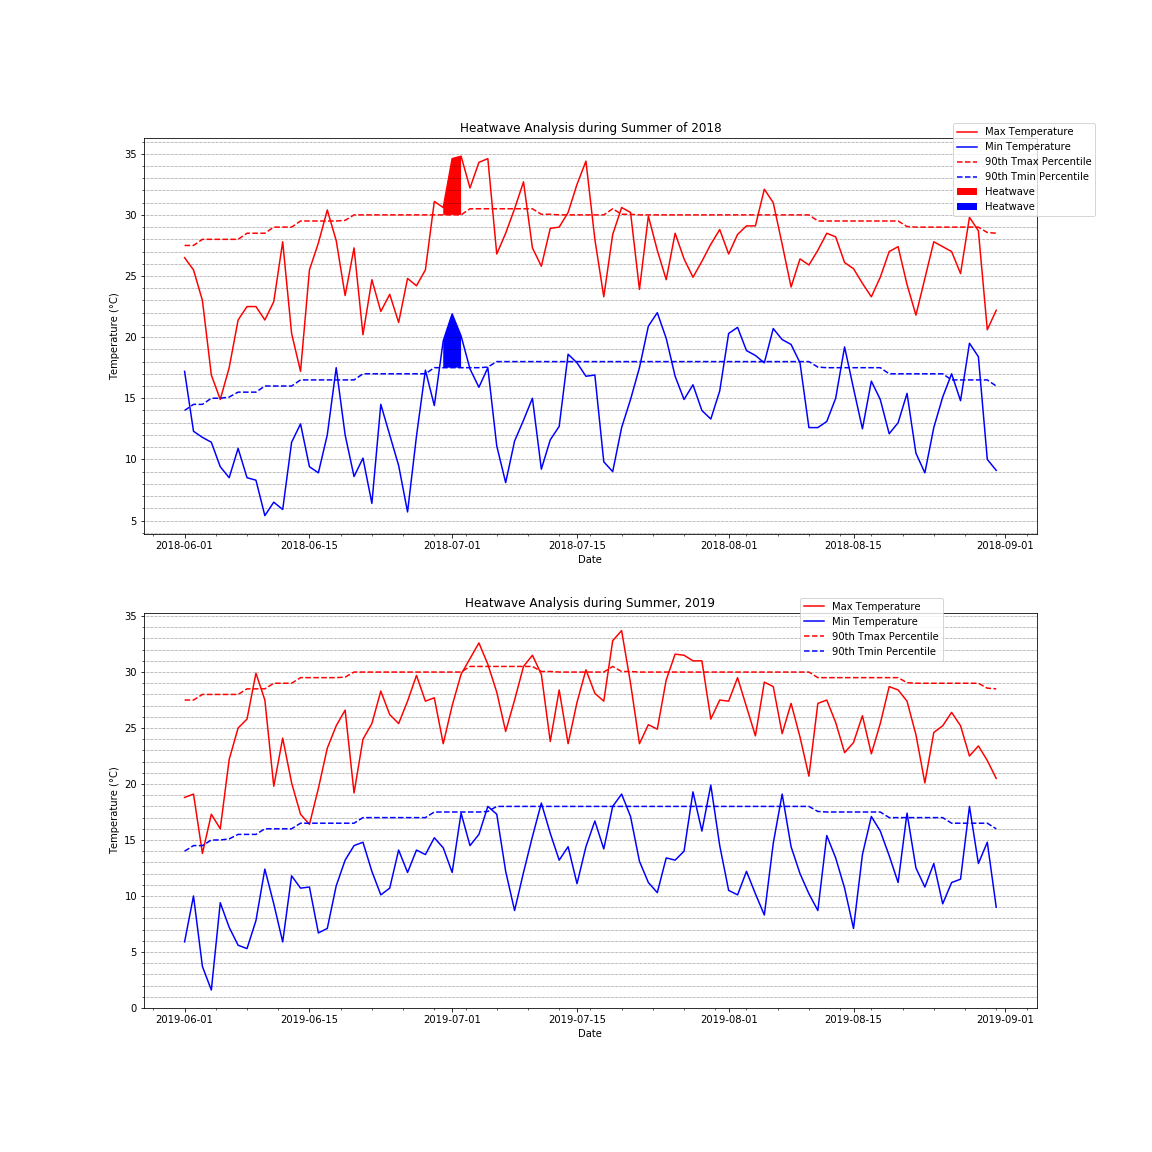 Heatwave Analysis during Summer of 2018
Max Temperature
Min Temperature
90th Tmax Percentile
90th Tmin Percentile
Heatwave
Heatwave
Temperature (°C)
35
30
25
20
15
10
5
2018-06-01 2018-06-15 2018-07-01 2018-07-15 2018-08-01 2018-08-15 2018-09-01
Date
Heatwave Analysis during Summer, 2019
Max Temperature
Min Temperature
90th Tmax Percentile
90th Tmin Percentile
Temperature (°C)
35
30
25
20
15
10
5
0
2019-06-01 2019-06-15 2019-07-01 2019-07-15 2019-08-01 2019-08-15 2019-09-01
Date